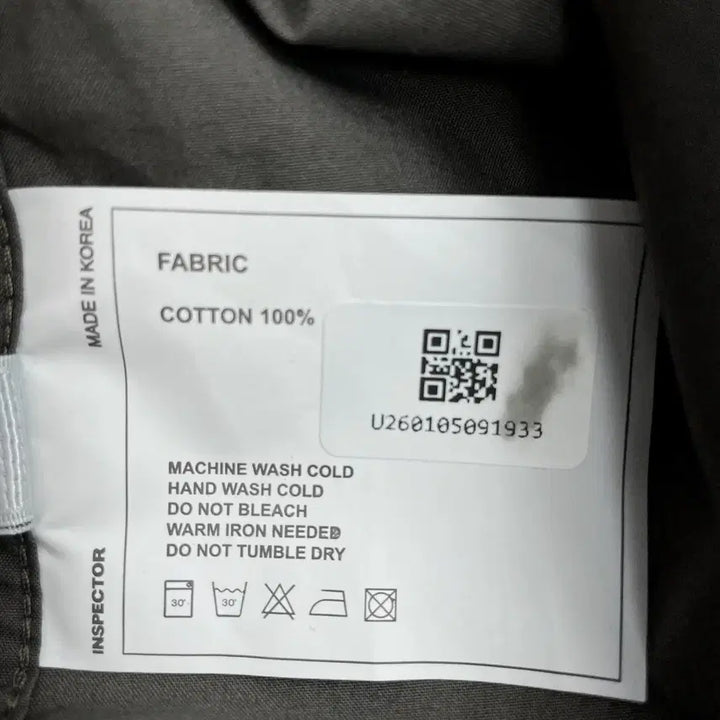 MADE IN KOREA
FABRIC
COTTON 100%
U260105091933
MACHINE WASH COLD
HAND WASH COLD
DO NOT BLEACH
WARM IRON NEEDED
DO NOT TUMBLE DRY
30°
30°
INSPECTOR